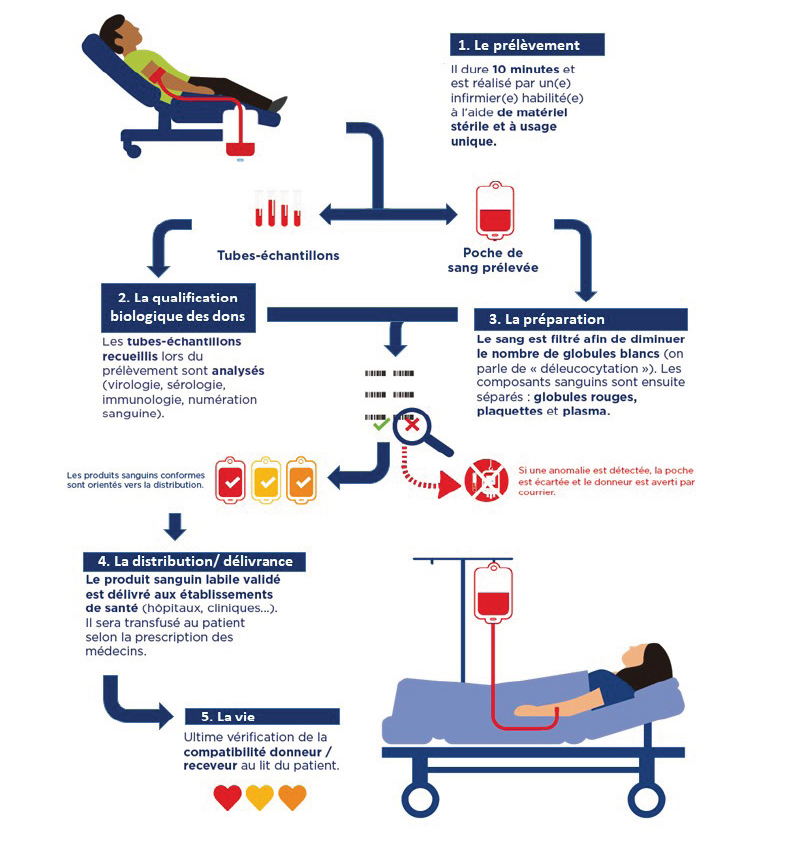 1. Le prélèvement
Il dure 10 minutes et
est réalisé par un(e)
infirmier(e) habilité(e)
à l'aide de matériel
stérile et à usage
unique.
Tubes-échantillons
Poche de
sang prélevée
2. La qualification
biologique des dons
Les tubes-échantillons
recueillis lors du
prélèvement sont analysés
(virologie, sérologie,
immunologie, numération
sanguine).
3. La préparation
Le sang est filtré afin de diminuer
le nombre de globules blancs (on
parle de « déleucocytation »). Les
composants sanguins sont ensuite
séparés : globules rouges,
plaquettes et plasma.
Les produits sanguins conformes
sont orientés vers la distribution.
Si une anomalie est détectée, la poche
est écartée et le donneur est averti par
courrier.
4. La distribution/ délivrance
Le produit sanguin labile validé
est délivré aux établissements
de santé (hôpitaux, cliniques...).
Il sera transfusé au patient
selon la prescription des
médecins.
5. La vie
Ultime vérification de la
compatibilité donneur /
receveur au lit du patient.